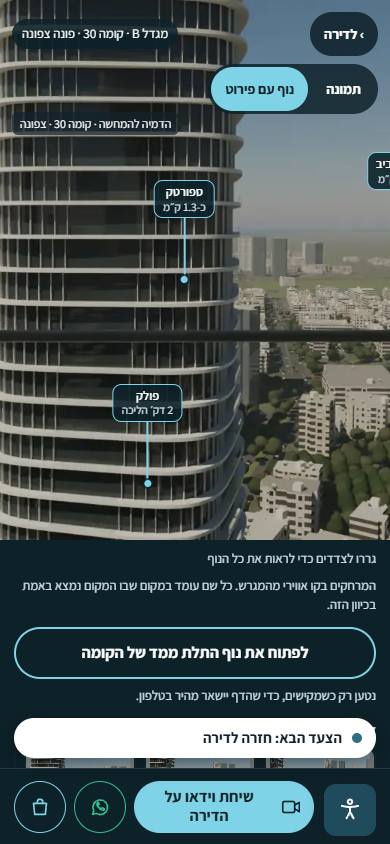 ‹ לדירה
מגדל B · קומה 30 · פונה צפונה
תמונה
נוף עם פירוט
הדמיה להמחשה · קומה 30 · צפונה
ספורטק
כ-1.3 ק״מ
פולק
2 דק׳ הליכה
גררו לצדדים כדי לראות את כל הנוף
המרחקים בקו אווירי מהמגרש. כל שם עומד במקום שבו המקום נמצא באמת
בכיוון הזה.
לפתוח את נוף התלת ממד של הקומה
נטען רק כשמקישים, כדי שהדף יישאר מהיר בטלפון.
הצעד הבא: חזרה לדירה
שיחת וידאו על
הדירה